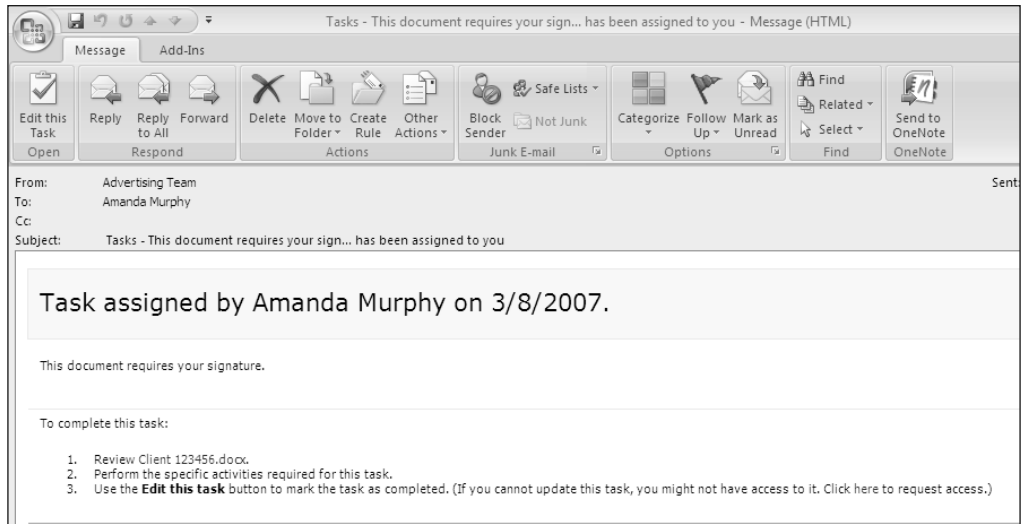 Tasks - This document requires your sign... has been assigned to you - Message (HTML)
Message Add-Ins
Edit this Task
Reply
Reply to All
Forward
Delete
Move to Folder
Create Rule
Other Actions
Block Sender
Safe Lists
Not Junk
Categorize
Follow Up
Mark as Unread
Find
Related
Select
Send to OneNote
Open Respond Actions Junk E-mail Options Find OneNote
From: Advertising Team Sent:
To: Amanda Murphy
Cc:
Subject: Tasks - This document requires your sign... has been assigned to you
Task assigned by Amanda Murphy on 3/8/2007.
This document requires your signature.
To complete this task:
1. Review Client 123456.docx.
2. Perform the specific activities required for this task.
3. Use the Edit this task button to mark the task as completed. (If you cannot update this task, you might not have access to it. Click here to request access.)